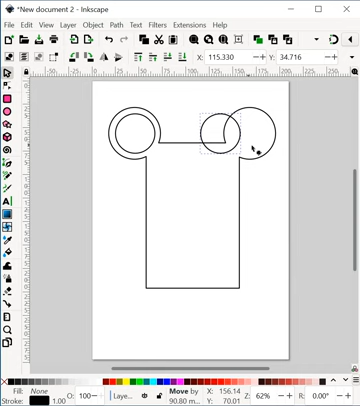 *New document 2 - Inkscape
File Edit View Layer Object Path Text Filters Extensions Help
X: 115.330 Y: 34.716
Fill: None
Stroke: 1.00
O: 100
Laye...
Move by
90.80 m...
X: 156.14
Y: 70.01
Z: 62%
R: 0.00°